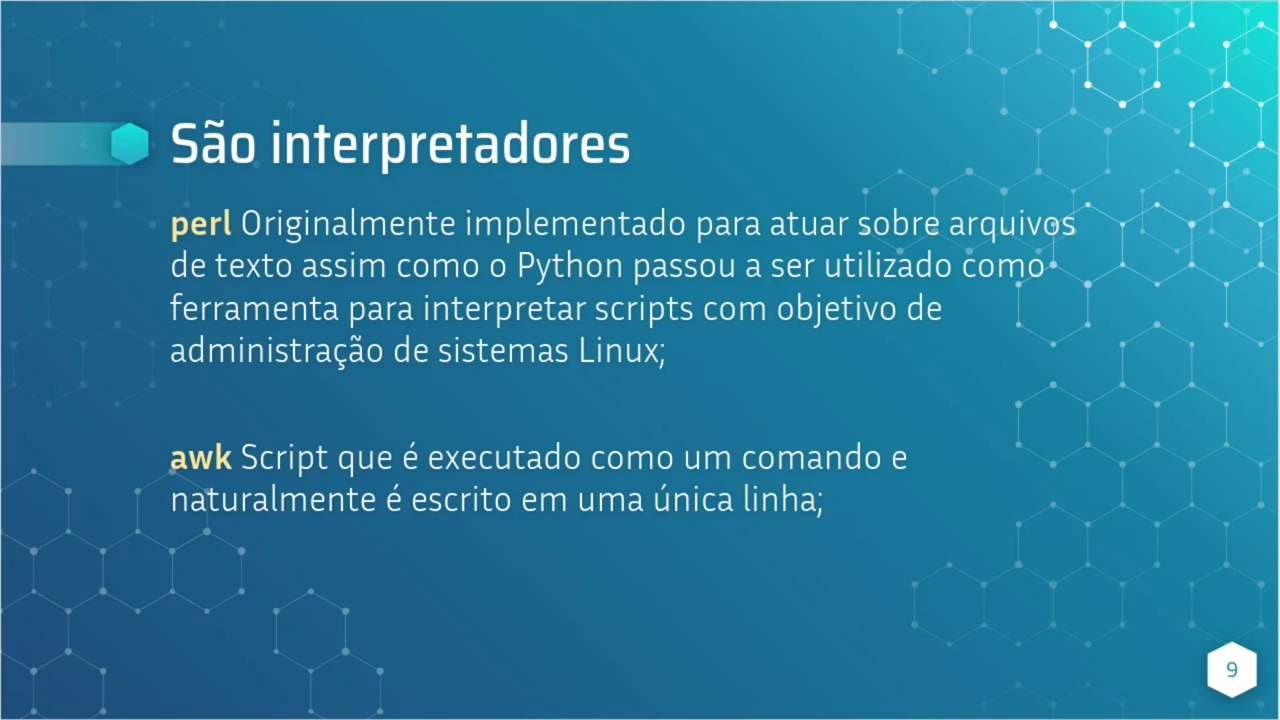 São interpretadores
perl Originalmente implementado para atuar sobre arquivos
de texto assim como o Python passou a ser utilizado como
ferramenta para interpretar scripts com objetivo de
administração de sistemas Linux;
awk Script que é executado como um comando e
naturalmente é escrito em uma única linha;
9